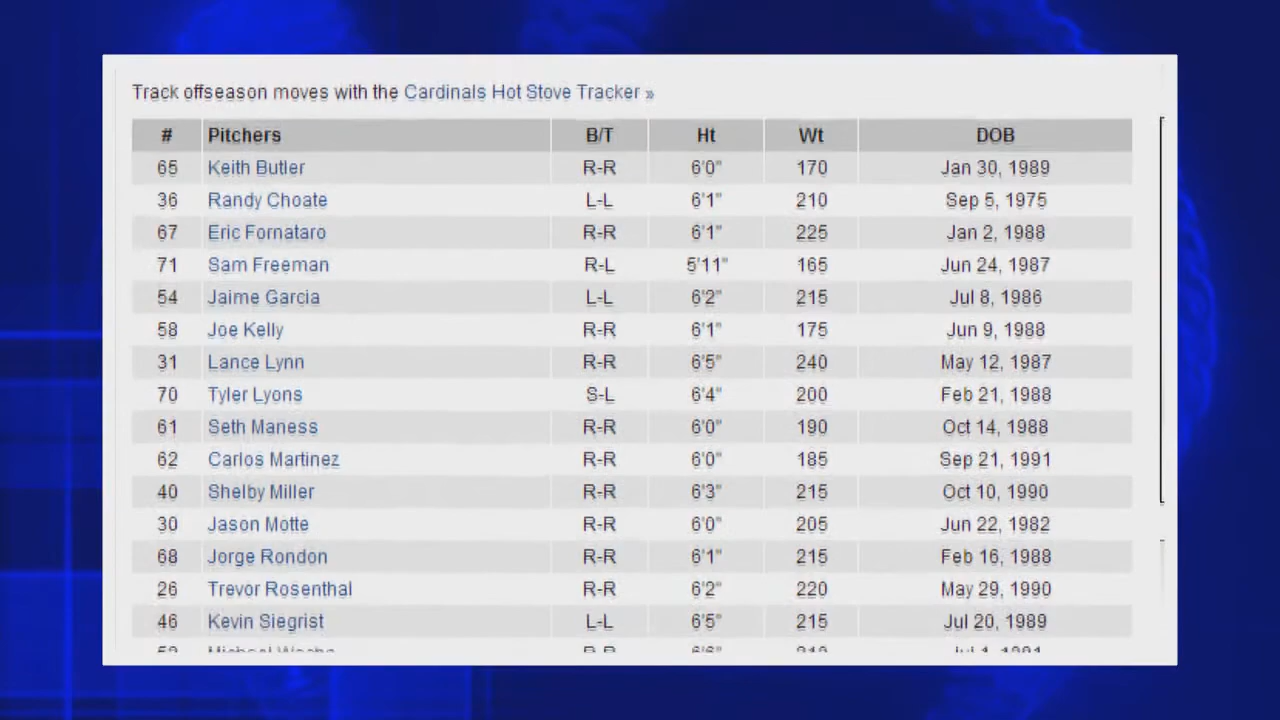 Track offseason moves with the Cardinals Hot Stove Tracker »
# Pitchers B/T Ht Wt DOB
65 Keith Butler R-R 6'0" 170 Jan 30, 1989
36 Randy Choate L-L 6'1" 210 Sep 5, 1975
67 Eric Fornataro R-R 6'1" 225 Jan 2, 1988
71 Sam Freeman R-L 5'11" 165 Jun 24, 1987
54 Jaime Garcia L-L 6'2" 215 Jul 8, 1986
58 Joe Kelly R-R 6'1" 175 Jun 9, 1988
31 Lance Lynn R-R 6'5" 240 May 12, 1987
70 Tyler Lyons S-L 6'4" 200 Feb 21, 1988
61 Seth Maness R-R 6'0" 190 Oct 14, 1988
62 Carlos Martinez R-R 6'0" 185 Sep 21, 1991
40 Shelby Miller R-R 6'3" 215 Oct 10, 1990
30 Jason Motte R-R 6'0" 205 Jun 22, 1982
68 Jorge Rondon R-R 6'1" 215 Feb 16, 1988
26 Trevor Rosenthal R-R 6'2" 220 May 29, 1990
46 Kevin Siegrist L-L 6'5" 215 Jul 20, 1989